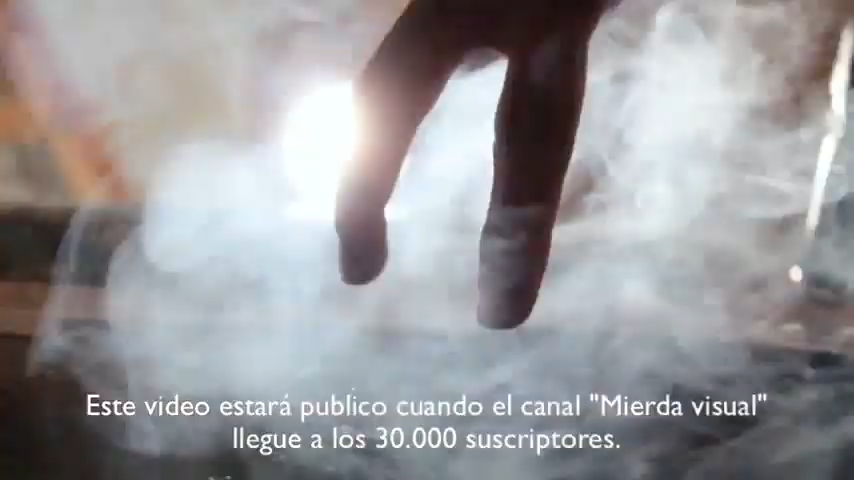 Este video estará publico cuando el canal "Mierda visual"
llegue a los 30.000 suscriptores.